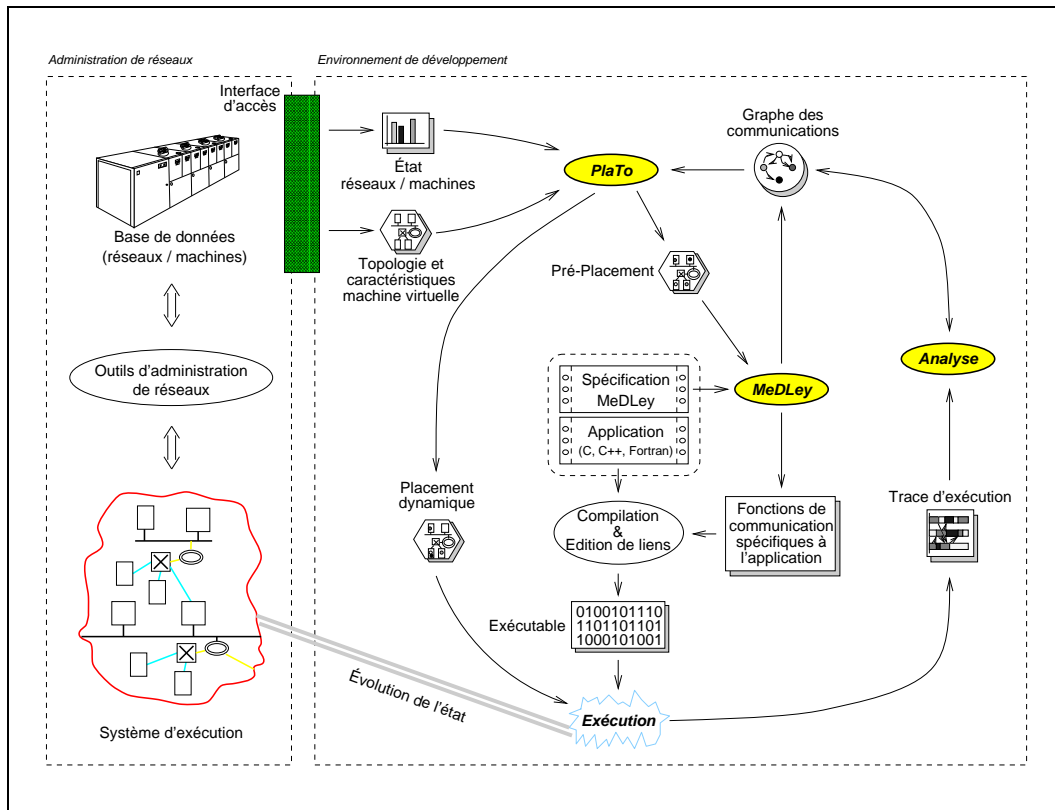 Administration de réseaux
Environnement de développement
Interface
d'accès
Base de données
(réseaux / machines)
Outils d'administration
de réseaux
Système d'exécution
État
réseaux / machines
Topologie et
caractéristiques
machine virtuelle
PlaTo
Graphe des
communications
Pré-Placement
Analyse
Spécification
MeDLey
MeDLey
Application
(C, C++, Fortran)
Placement
dynamique
Compilation
&
Edition de liens
Fonctions de
communication
spécifiques à
l'application
Trace d'exécution
Exécutable
0100101110
1101101101
1000101001
Évolution de l'état
Exécution